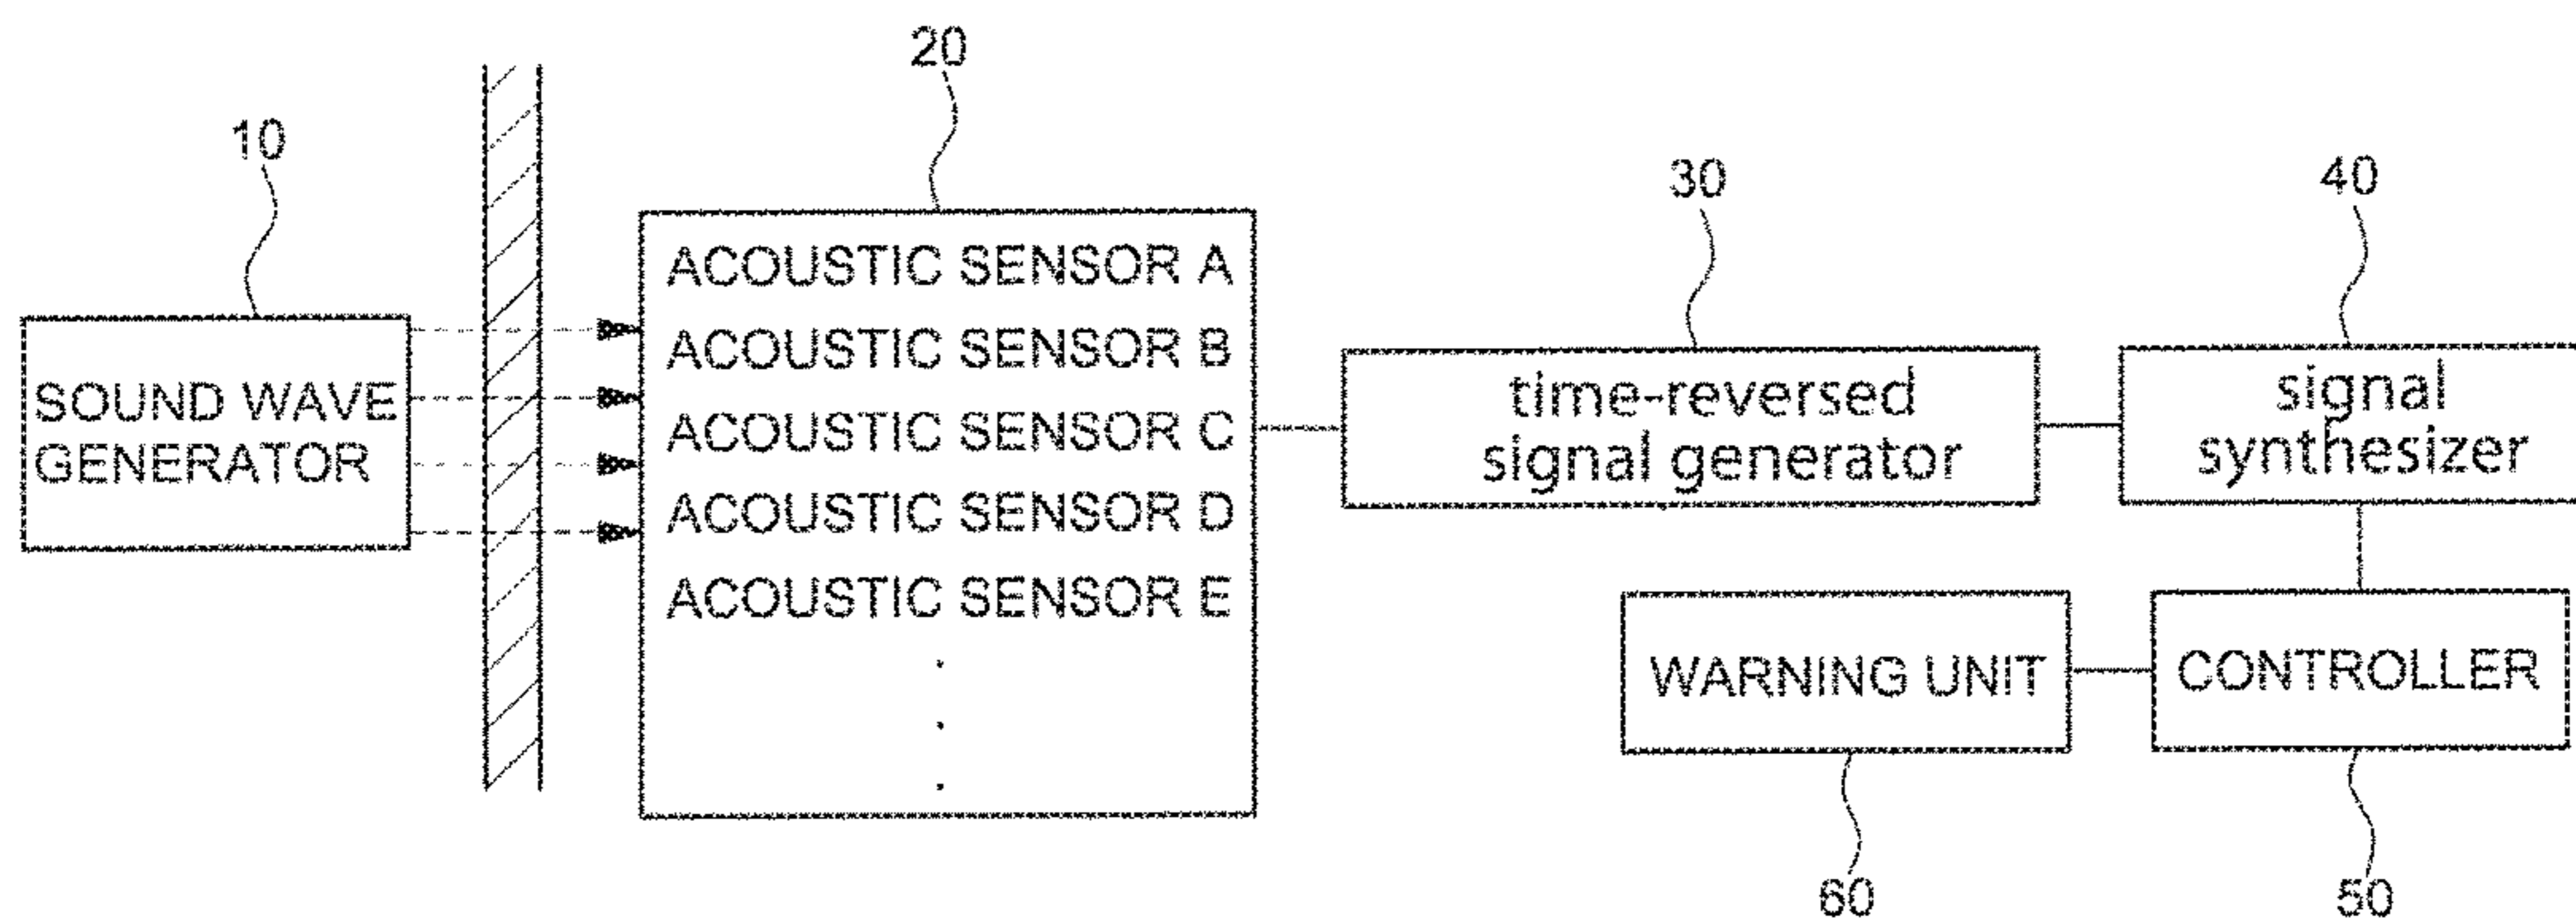 20
10
30
40
ACOUSTIC SENSOR A
ACOUSTIC SENSOR B
ACOUSTIC SENSOR C
ACOUSTIC SENSOR D
ACOUSTIC SENSOR E
SOUND WAVE
GENERATOR
time-reversed
signal generator
signal
synthesizer
WARNING UNIT
CONTROLLER
60
50